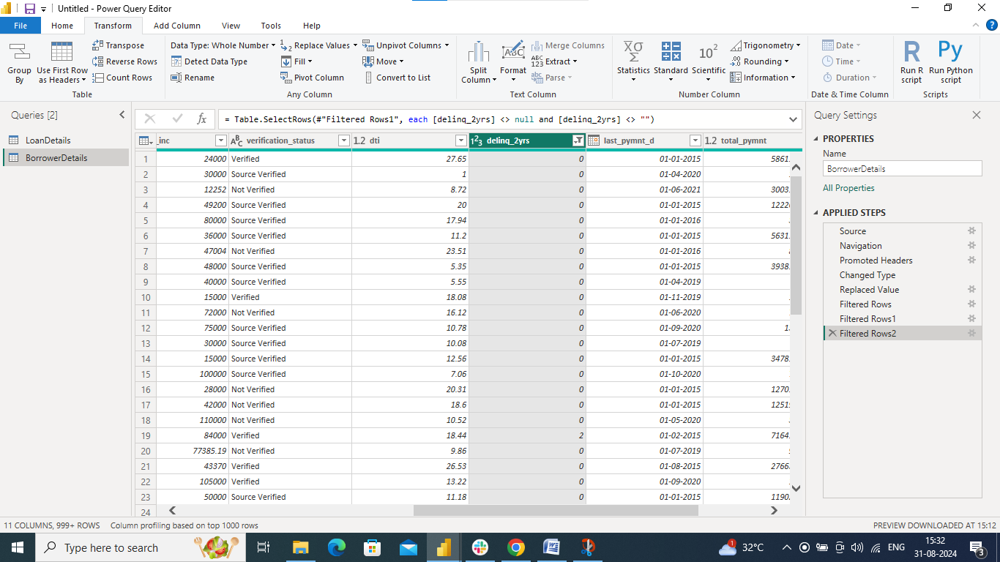 Untitled - Power Query Editor
File Home Transform Add Column View Tools Help
Group By
Use First Row as Headers
Transpose
Reverse Rows
Count Rows
Table
Data Type: Whole Number
Detect Data Type
Rename
Replace Values
Fill
Pivot Column
Unpivot Columns
Move
Convert to List
Any Column
Split Column
Format
Merge Columns
Extract
Parse
Text Column
Statistics
Standard
Scientific
Trigonometry
Rounding
Information
Number Column
Date
Time
Duration
Date & Time Column
Run R script
Run Python script
Scripts
Queries [2]
LoanDetails
BorrowerDetails
= Table.SelectRows(#"Filtered Rows1", each [delinq_2yrs] <> null and [delinq_2yrs] <> "")
inc verification_status 1.2 dti delinq_2yrs last_pymnt_d 1.2 total_pymnt
1 24000 Verified 27.65 0 01-01-2015 5861.
2 30000 Source Verified 1 0 01-04-2020
3 12252 Not Verified 8.72 0 01-06-2021 3003.
4 49200 Source Verified 20 0 01-01-2015 1222
5 80000 Source Verified 17.94 0 01-01-2016
6 36000 Source Verified 11.2 0 01-01-2015 5631.
7 47004 Not Verified 23.51 0 01-01-2016
8 48000 Source Verified 5.35 0 01-01-2015 3938.
9 40000 Source Verified 5.55 0 01-04-2019
10 15000 Verified 18.08 0 01-11-2019
11 72000 Not Verified 16.12 0 01-06-2020
12 75000 Source Verified 10.78 0 01-09-2020 1
13 30000 Source Verified 10.08 0 01-07-2019
14 15000 Source Verified 12.56 0 01-01-2015 3478.
15 100000 Source Verified 7.06 0 01-10-2020
16 28000 Not Verified 20.31 0 01-01-2015 1270
17 42000 Not Verified 18.6 0 01-01-2015 1251
18 110000 Not Verified 10.52 0 01-05-2020
19 84000 Verified 18.44 2 01-02-2015 7164.
20 77385.19 Not Verified 9.86 0 01-07-2019
21 43370 Verified 26.53 0 01-08-2015 2766
22 105000 Verified 13.22 0 01-09-2020
23 50000 Source Verified 11.18 0 01-01-2015 1190
24
Query Settings
PROPERTIES
Name
BorrowerDetails
All Properties
APPLIED STEPS
Source
Navigation
Promoted Headers
Changed Type
Replaced Value
Filtered Rows
Filtered Rows1
Filtered Rows2
11 COLUMNS, 999+ ROWS Column profiling based on top 1000 rows
PREVIEW DOWNLOADED AT 15:12
Type here to search
1 32°C ENG 15:32
31-08-2024 3